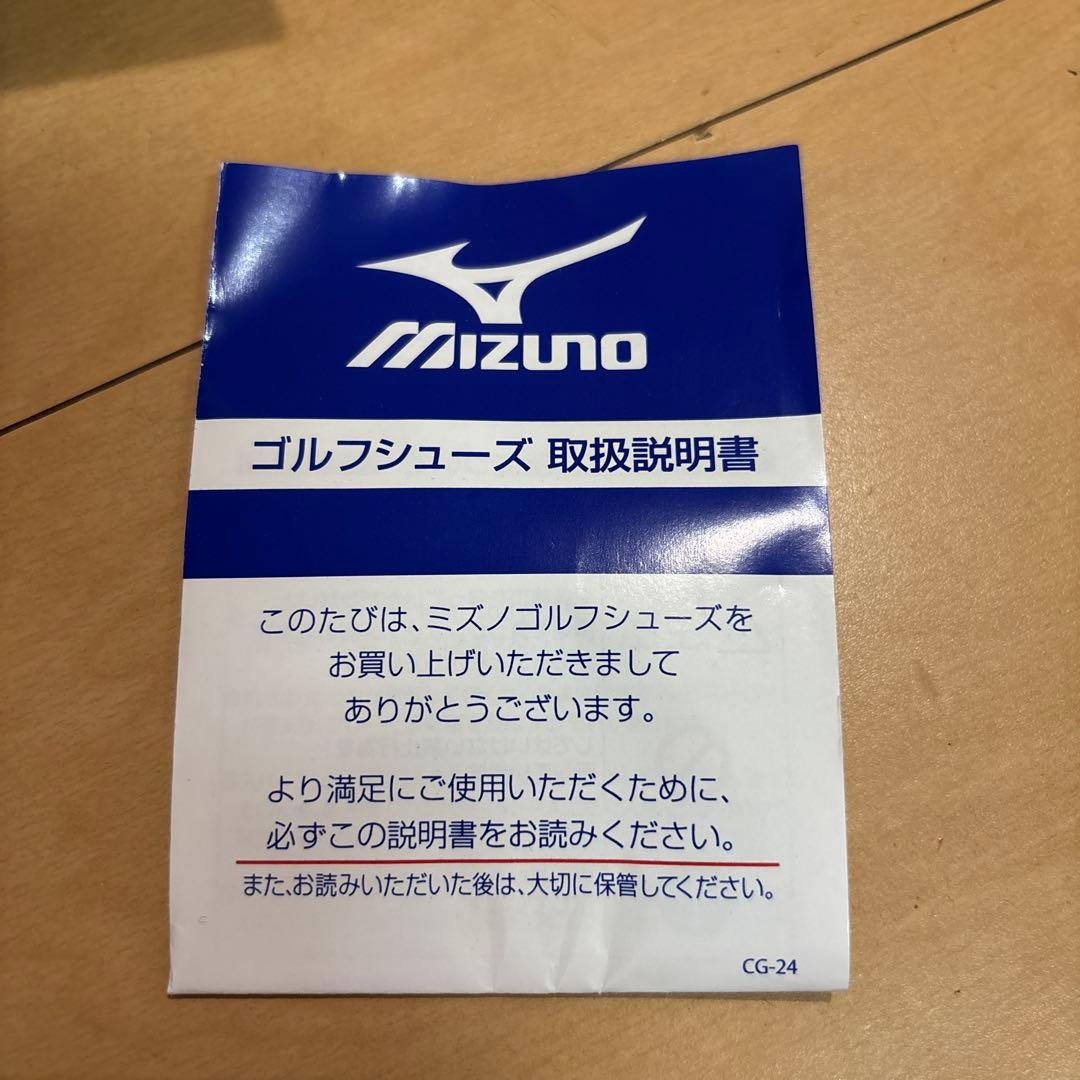 MIZUNO
ゴルフシューズ 取扱説明書
このたびは、ミズノゴルフシューズを
お買い上げいただきまして
ありがとうございます。
より満足にご使用いただくために、
必ずこの説明書をお読みください。
また、お読みいただいた後は、大切に保管してください。
CG-24